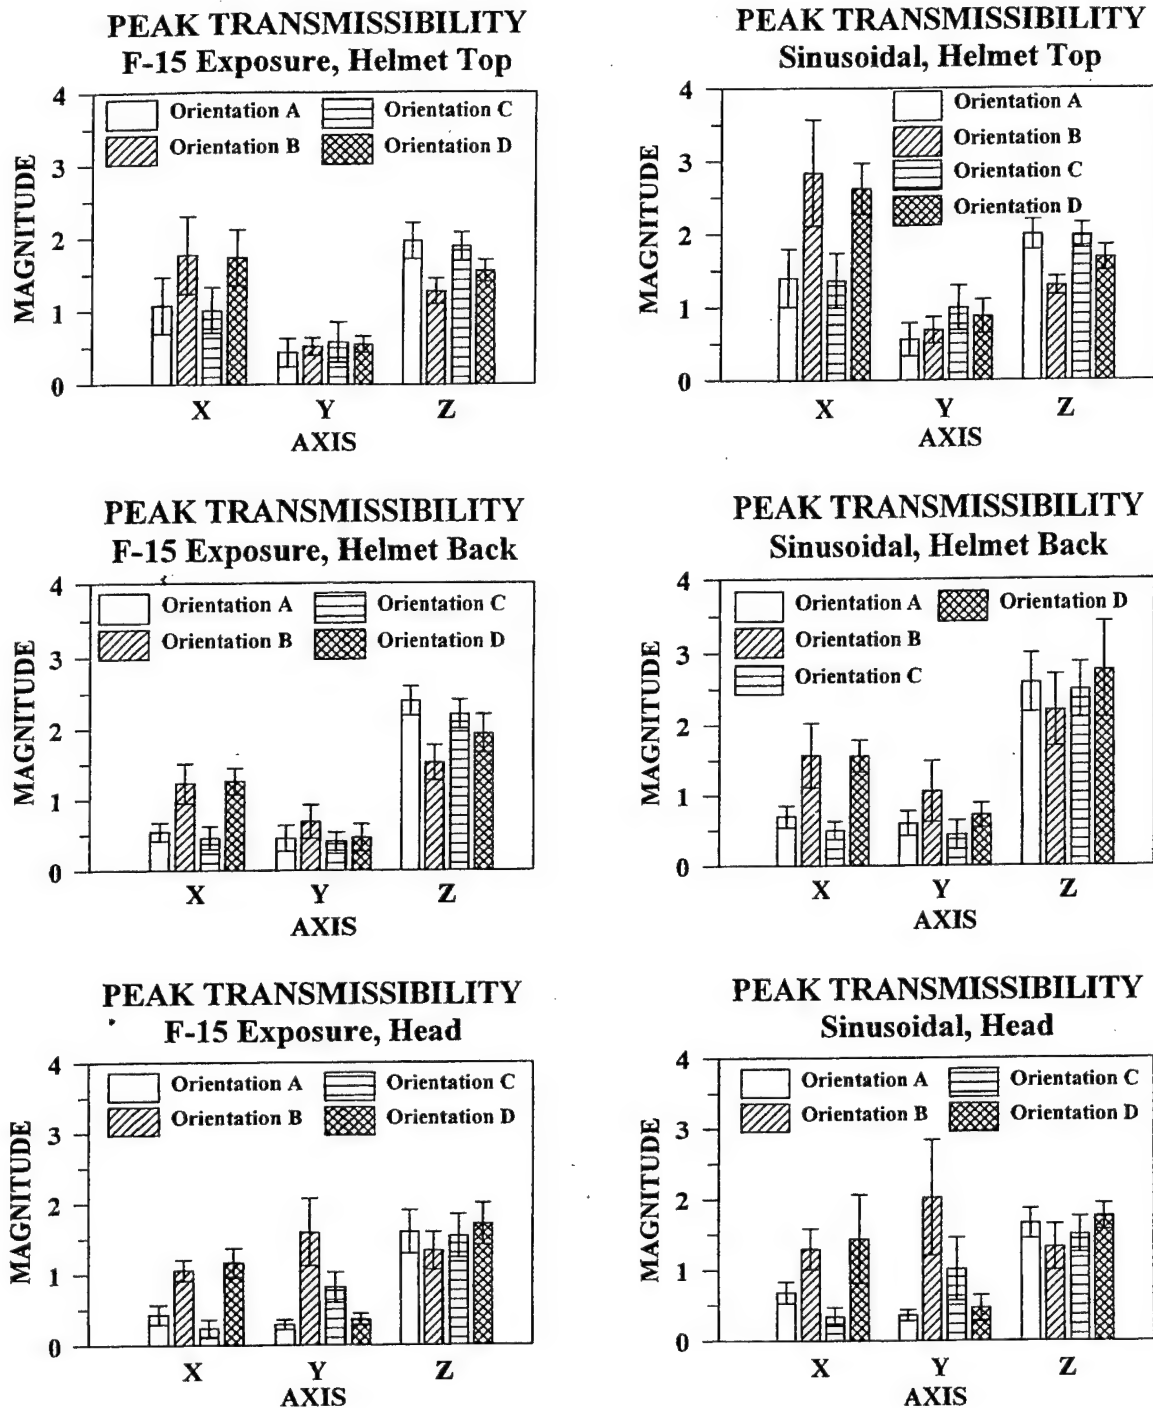 PEAK TRANSMISSIBILITY
F-15 Exposure, Helmet Top
4
3
2
1
0
MAGNITUDE
Orientation A
Orientation B
Orientation C
Orientation D
X
Y
Z
AXIS
PEAK TRANSMISSIBILITY
Sinusoidal, Helmet Top
4
3
2
1
0
MAGNITUDE
Orientation A
Orientation B
Orientation C
Orientation D
X
Y
Z
AXIS
PEAK TRANSMISSIBILITY
F-15 Exposure, Helmet Back
4
3
2
1
0
MAGNITUDE
Orientation A
Orientation B
Orientation C
Orientation D
X
Y
Z
AXIS
PEAK TRANSMISSIBILITY
Sinusoidal, Helmet Back
4
3
2
1
0
MAGNITUDE
Orientation A
Orientation B
Orientation C
Orientation D
X
Y
Z
AXIS
PEAK TRANSMISSIBILITY
F-15 Exposure, Head
4
3
2
1
0
MAGNITUDE
Orientation A
Orientation B
Orientation C
Orientation D
X
Y
Z
AXIS
PEAK TRANSMISSIBILITY
Sinusoidal, Head
4
3
2
1
0
MAGNITUDE
Orientation A
Orientation B
Orientation C
Orientation D
X
Y
Z
AXIS